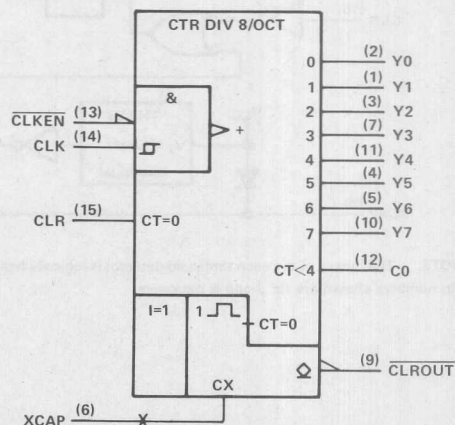 CTR DIV 8/OCT
0 (2) Y0
1 (1) Y1
& 2 (3) Y2
CLKEN (13) + 3 (7) Y3
CLK (14) 4 (11) Y4
5 (4) Y5
6 (5) Y6
CLR (15) CT=0 7 (10) Y7
CT<4 (12) C0
I=1 1 CT=0
(9) CLROUT
CX
XCAP (6) X